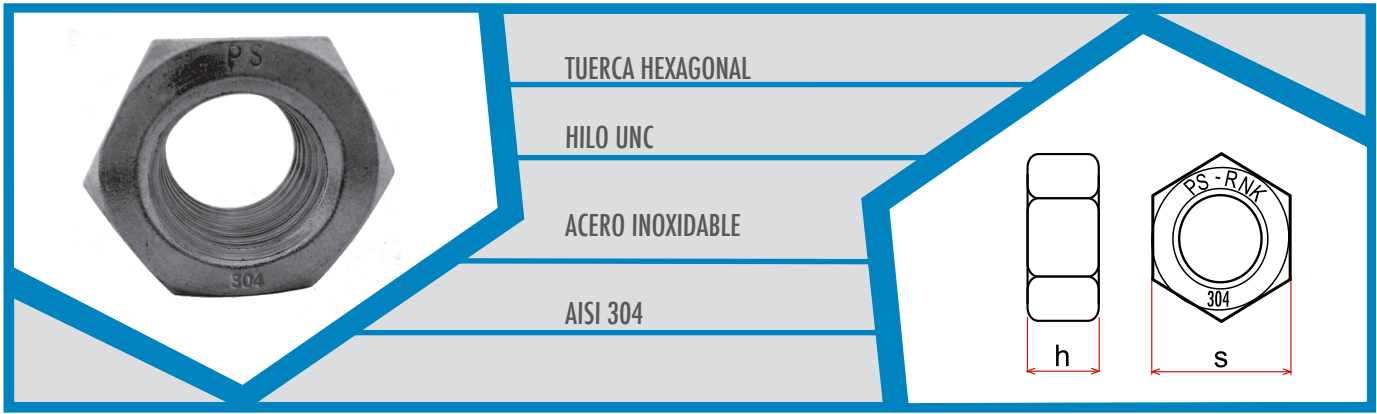 PS
304
TUERCA HEXAGONAL
HILO UNC
ACERO INOXIDABLE
AISI 304
PS - RNK
304
h
s